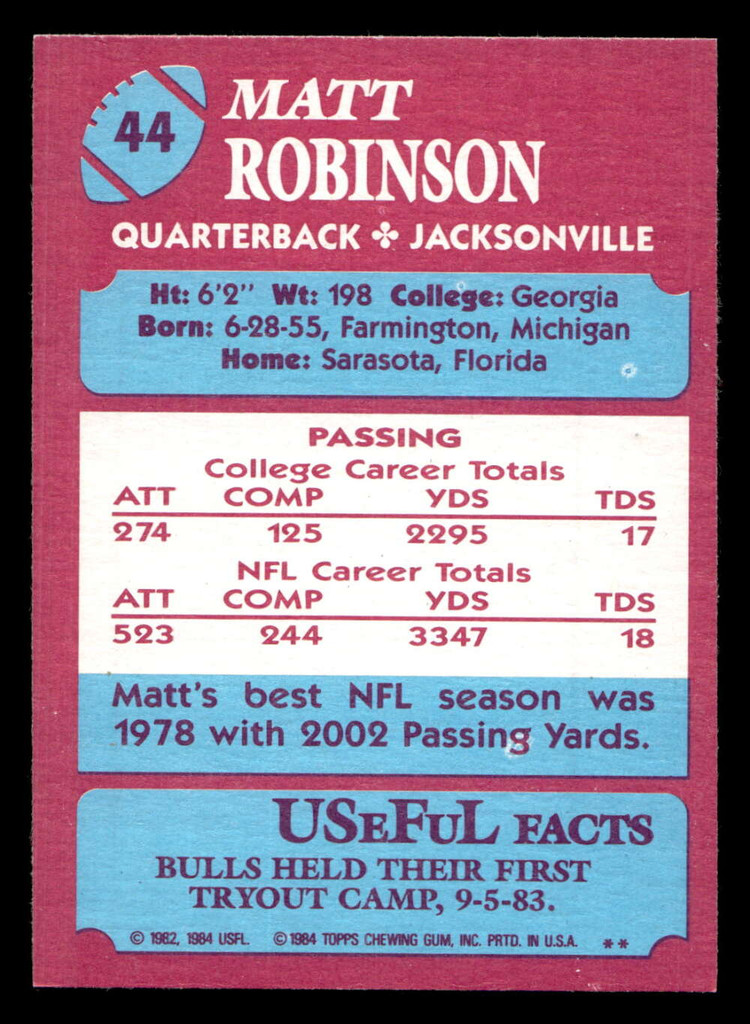 44
MATT
ROBINSON
QUARTERBACK ✤ JACKSONVILLE
Ht: 6'2" Wt: 198 College: Georgia
Born: 6-28-55, Farmington, Michigan
Home: Sarasota, Florida
PASSING
College Career Totals
ATT COMP YDS TDS
274 125 2295 17
NFL Career Totals
ATT COMP YDS TDS
523 244 3347 18
Matt's best NFL season was
1978 with 2002 Passing Yards.
USeFuL FACTS
BULLS HELD THEIR FIRST
TRYOUT CAMP, 9-5-83.
© 1982, 1984 USFL. © 1984 TOPPS CHEWING GUM, INC. PRTD. IN U.S.A. **